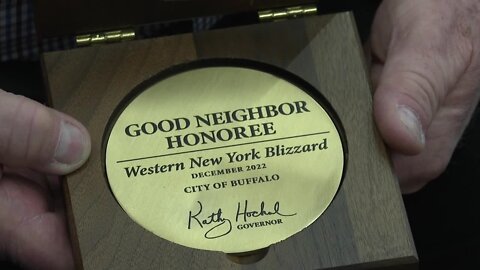 GOOD NEIGHBOR
HONOREE
Western New York Blizzard
DECEMBER 2022
CITY OF BUFFALO
Kathy Hochul
GOVERNOR